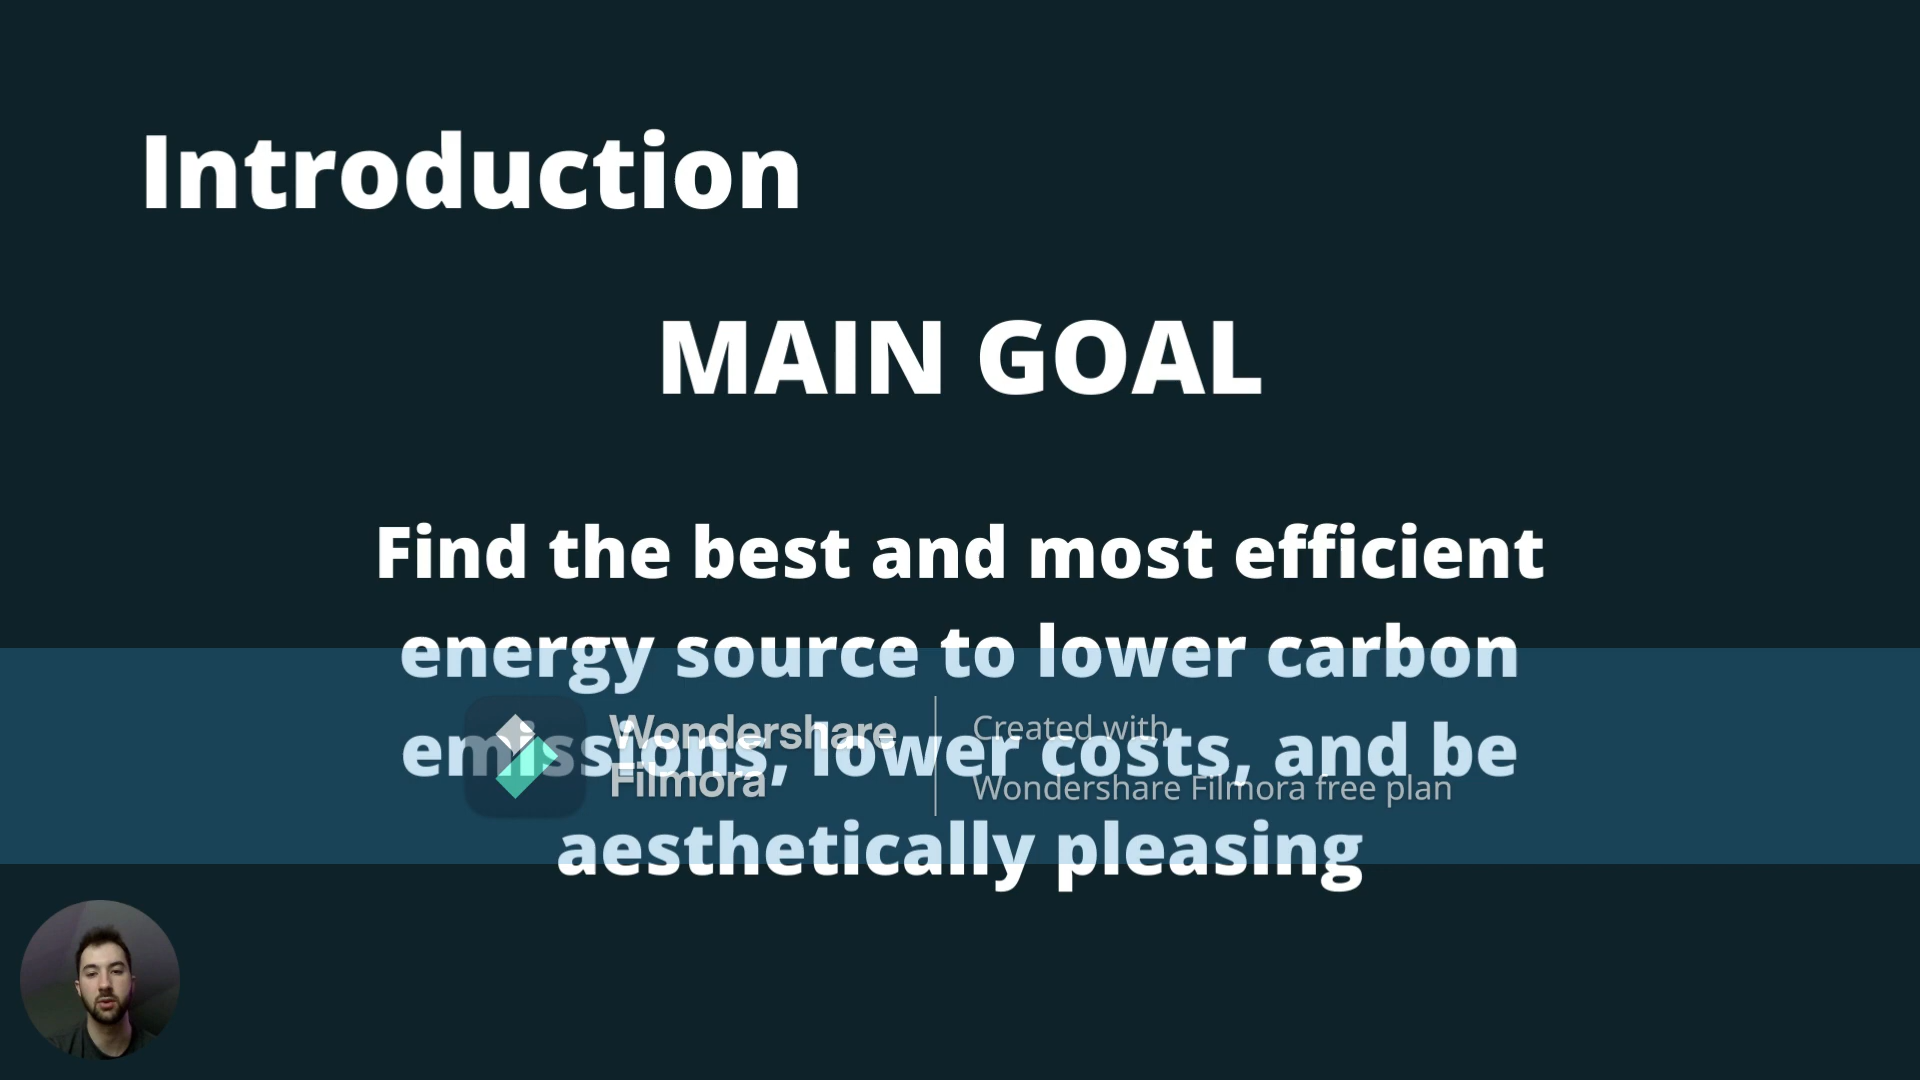 Introduction
MAIN GOAL
Find the best and most efficient
energy source to lower carbon
emissions, lower costs, and be
aesthetically pleasing
Wondershare
Filmora
Created with
Wondershare Filmora free plan